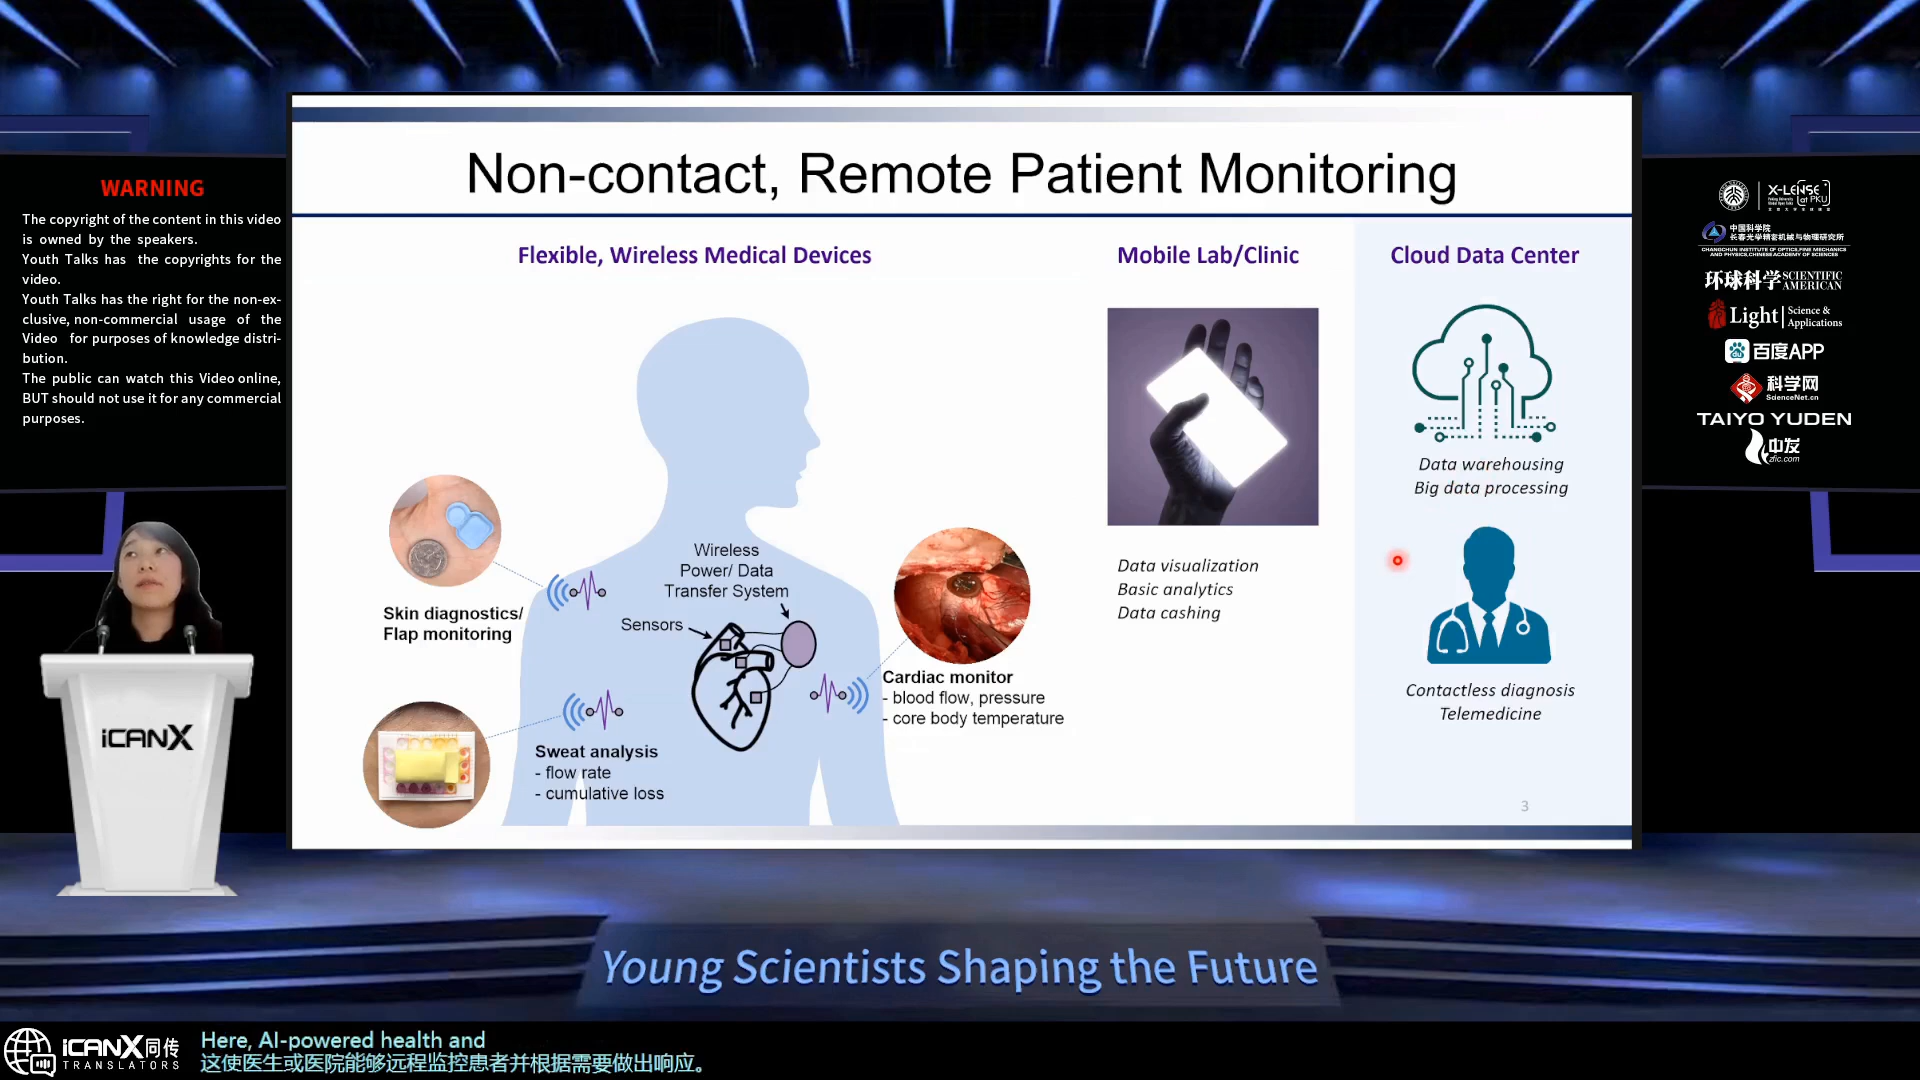 WARNING
The copyright of the content in this video
is owned by the speakers.
Youth Talks has the copyrights for the
video.
Youth Talks has the right for the non-ex-
clusive, non-commercial usage of the
Video for purposes of knowledge distri-
bution.
The public can watch this Video online,
BUT should not use it for any commercial
purposes.
Non-contact, Remote Patient Monitoring
Flexible, Wireless Medical Devices
Skin diagnostics/
Flap monitoring
Wireless
Power/ Data
Transfer System
Sensors
Cardiac monitor
- blood flow, pressure
- core body temperature
Sweat analysis
- flow rate
- cumulative loss
Mobile Lab/Clinic
Data visualization
Basic analytics
Data cashing
Cloud Data Center
Data warehousing
Big data processing
Contactless diagnosis
Telemedicine
3
X-LENSE
at PKU
中国科学院
长春光学精密机械与物理研究所
CHANGCHUN INSTITUTE OF OPTICS,FINE MECHANICS
AND PHYSICS,CHINESE ACADEMY OF SCIENCES
环球科学 SCIENTIFIC AMERICAN
Light Science & Applications
百度APP
科学网
ScienceNet.cn
TAIYO YUDEN
中发
zfic.com
iCANX
Young Scientists Shaping the Future
iCANX同传
TRANSLATORS
Here, AI-powered health and
这使医生或医院能够远程监控患者并根据需要做出响应。